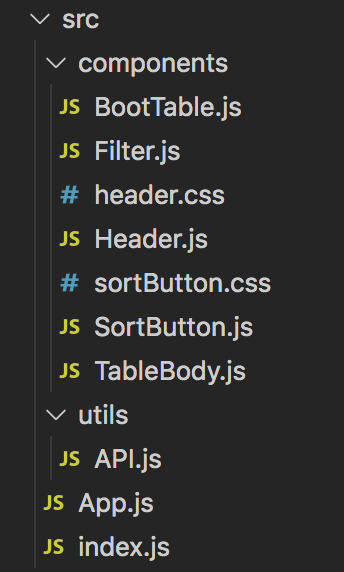 src
components
JS BootTable.js
JS Filter.js
# header.css
JS Header.js
# sortButton.css
JS SortButton.js
JS TableBody.js
utils
JS API.js
JS App.js
JS index.js